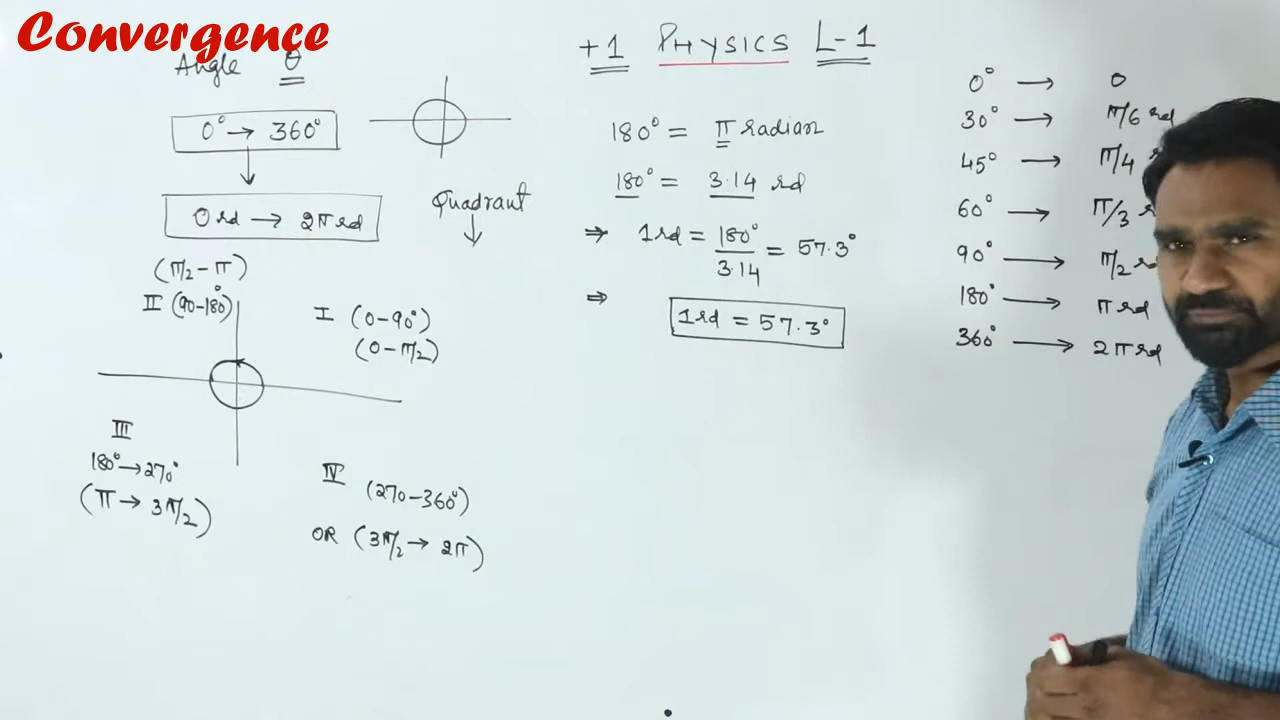 Convergence
Angle θ
0° → 360°
0 rd → 2π rd
Quadrant
(π/2 – π)
II (90–180°)
I (0–90°)
(0–π/2)
III
180° → 270°
(π → 3π/2)
IV (270–360°)
OR (3π/2 → 2π)
+1 PHYSICS L-1
180° = π radian
180° = 3.14 rd
⇒ 1 rd = 180°/3.14 = 57.3°
⇒ 1 rd = 57.3°
0° → 0
30° → π/6 rd
45° → π/4 r
60° → π/3 r
90° → π/2 rd
180° → π rd
360° → 2π rd